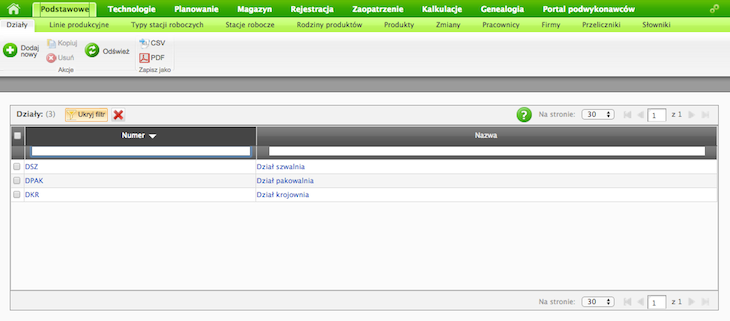 Podstawowe Technologie Planowanie Magazyn Rejestracja Zaopatrzenie Kalkulacje Genealogia Portal podwykonawców
Działy Linie produkcyjne Typy stacji roboczych Stacje robocze Rodziny produktów Produkty Zmiany Pracownicy Firmy Przeliczniki Słowniki
Dodaj nowy Kopiuj Usuń Odśwież CSV PDF
Akcje Zapisz jako
Działy: (3) Ukryj filtr Na stronie: 30 1 z 1
Numer Nazwa
DSZ Dział szwalnia
DPAK Dział pakowalnia
DKR Dział krojownia
Na stronie: 30 1 z 1